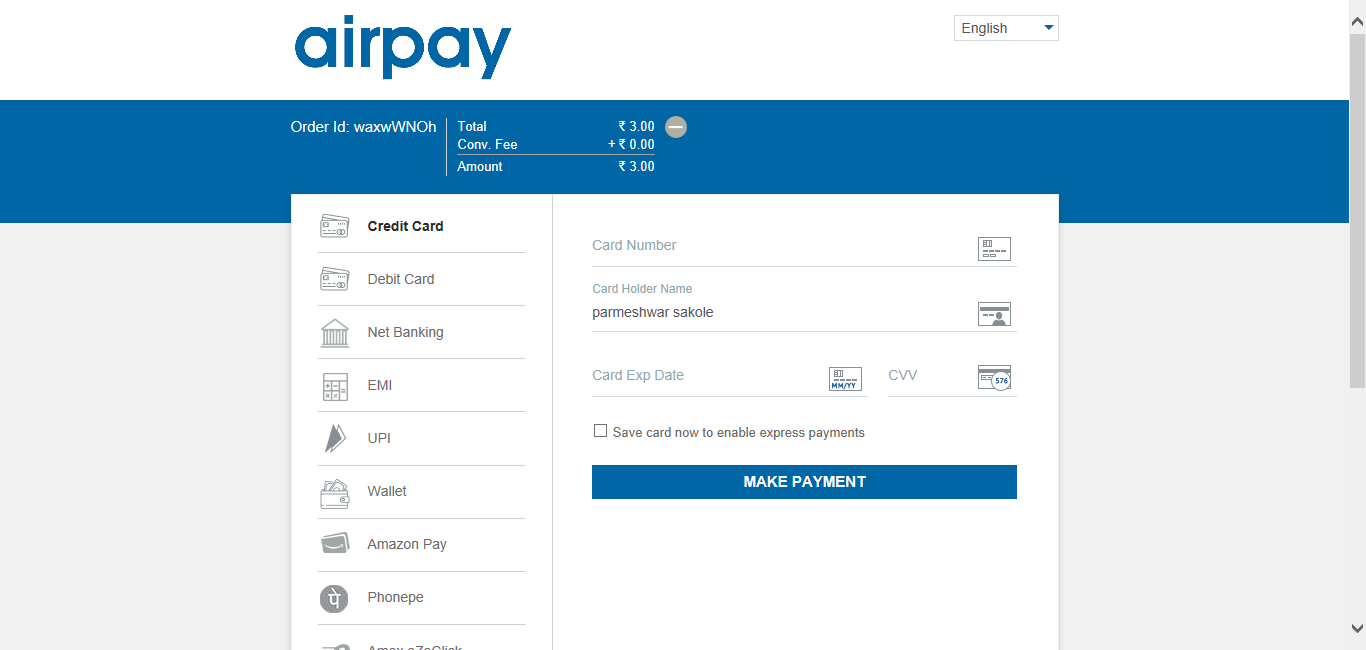 airpay
English
Order Id: waxwWNOh
Total ₹ 3.00
Conv. Fee + ₹ 0.00
Amount ₹ 3.00
Credit Card
Debit Card
Net Banking
EMI
UPI
Wallet
Amazon Pay
Phonepe
Amex eZeClick
Card Number
Card Holder Name
parmeshwar sakole
Card Exp Date
MM/YY
CVV
576
Save card now to enable express payments
MAKE PAYMENT